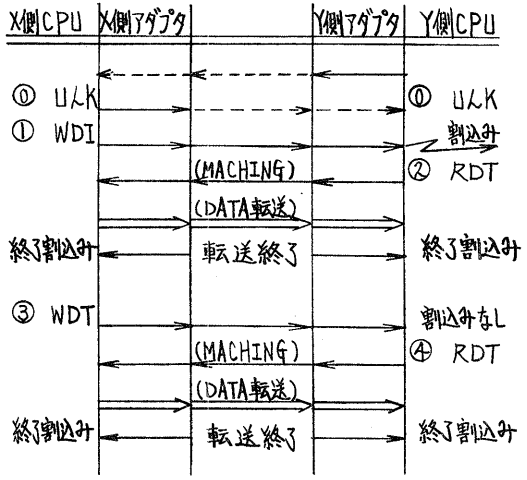 X側CPU X側アダプタ Y側アダプタ Y側CPU
⓪ ULK ⓪ ULK
① WDI 割込み
(MACHING) ② RDT
(DATA転送)
終了割込み 転送終了 終了割込み
③ WDT 割込みなし
(MACHING) ④ RDT
(DATA転送)
終了割込み 転送終了 終了割込み